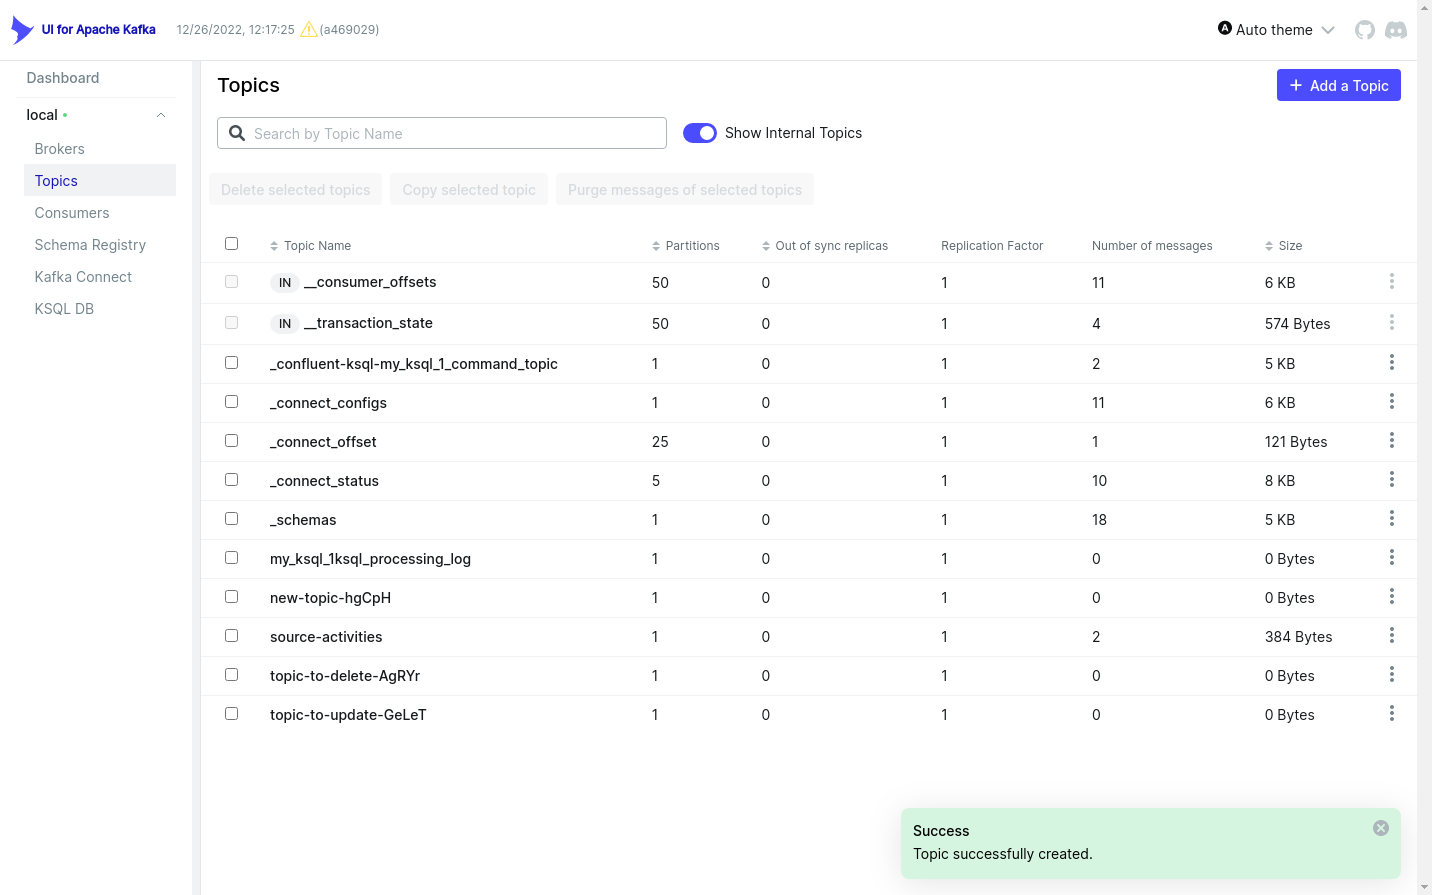 UI for Apache Kafka 12/26/2022, 12:17:25 (a469029) A Auto theme
Dashboard
local
Brokers
Topics
Consumers
Schema Registry
Kafka Connect
KSQL DB
Topics
Add a Topic
Search by Topic Name
Show Internal Topics
Delete selected topics Copy selected topic Purge messages of selected topics
Topic Name Partitions Out of sync replicas Replication Factor Number of messages Size
IN __consumer_offsets 50 0 1 11 6 KB
IN __transaction_state 50 0 1 4 574 Bytes
_confluent-ksql-my_ksql_1_command_topic 1 0 1 2 5 KB
_connect_configs 1 0 1 11 6 KB
_connect_offset 25 0 1 1 121 Bytes
_connect_status 5 0 1 10 8 KB
_schemas 1 0 1 18 5 KB
my_ksql_1ksql_processing_log 1 0 1 0 0 Bytes
new-topic-hgCpH 1 0 1 0 0 Bytes
source-activities 1 0 1 2 384 Bytes
topic-to-delete-AgRYr 1 0 1 0 0 Bytes
topic-to-update-GeLeT 1 0 1 0 0 Bytes
Success
Topic successfully created.